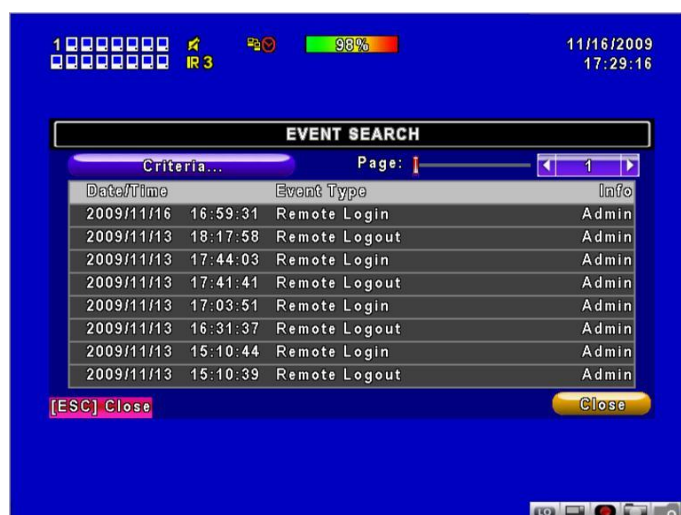 1 98% 11/16/2009
IR 3 17:29:16
EVENT SEARCH
Criteria... Page: 1
Date/Time Event Type Info
2009/11/16 16:59:31 Remote Login Admin
2009/11/13 18:17:58 Remote Logout Admin
2009/11/13 17:44:03 Remote Login Admin
2009/11/13 17:41:41 Remote Logout Admin
2009/11/13 17:03:51 Remote Login Admin
2009/11/13 16:31:37 Remote Logout Admin
2009/11/13 15:10:44 Remote Login Admin
2009/11/13 15:10:39 Remote Logout Admin
[ESC] Close Close